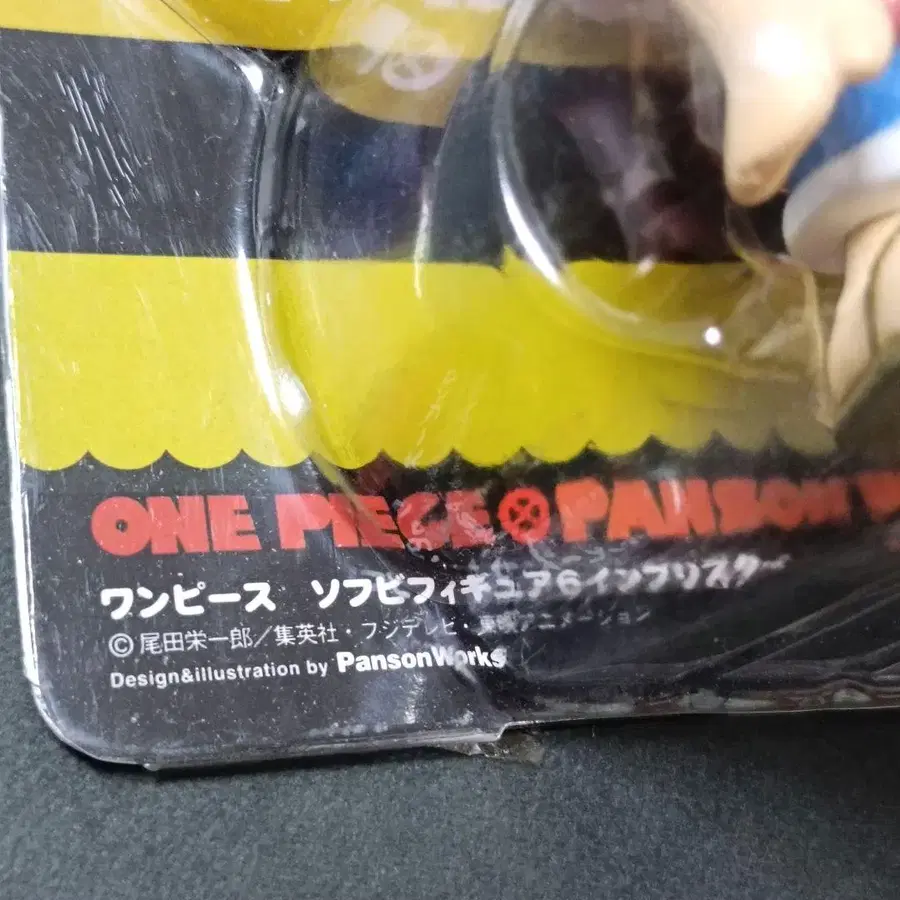 ONE PIECE PANSON W
ワンピース ソフビフィギュア6インブリスター
©尾田栄一郎／集英社・フジテレビ・東映アニメーション
Design&illustration by PansonWorks